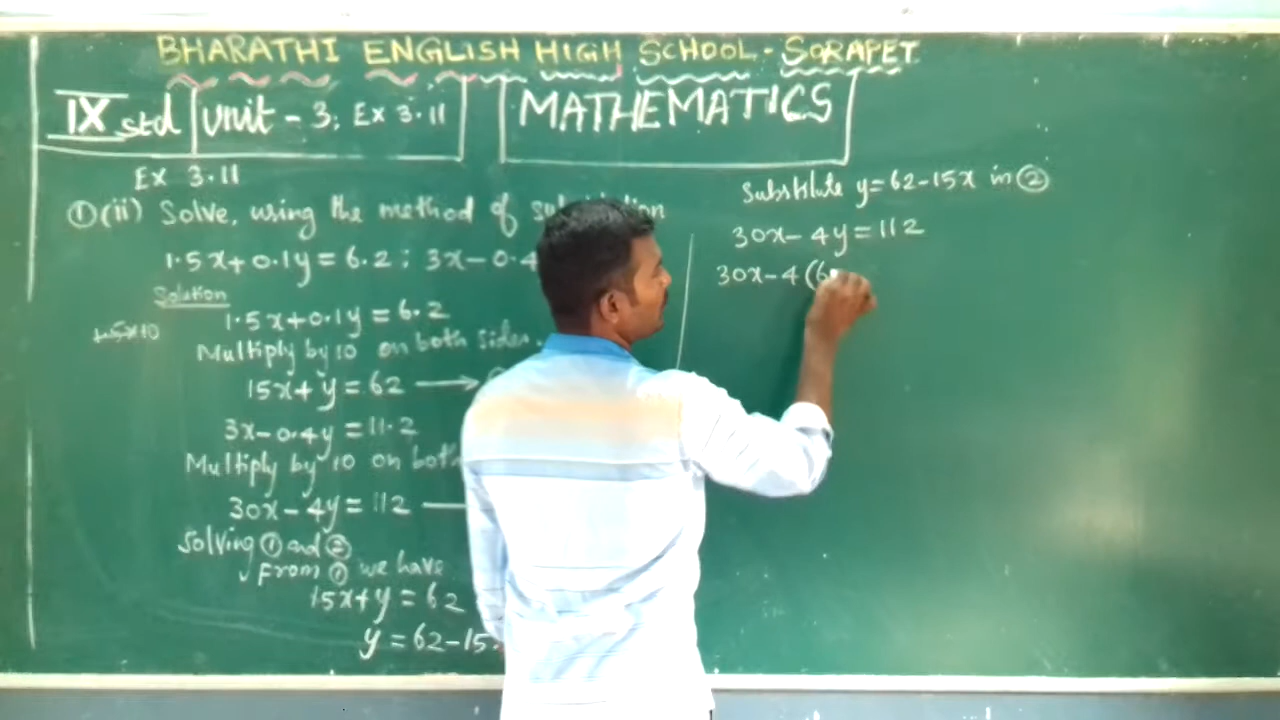 BHARATHI ENGLISH HIGH SCHOOL - SORAPET
IX std unit - 3; Ex 3.11
MATHEMATICS
Ex 3.11
①(ii) Solve, using the method of
1.5x+0.1y = 6.2; 3x-0.4
Solution
1.5x+0.1y = 6.2
Multiply by 10 on both sides.
15x+y = 62 →
3x-0.4y = 11.2
Multiply by 10 on both
30x-4y = 112
Solving ① and ②
From ① we have
15x+y = 62
y = 62-15
Substitute y=62-15x in ②
30x-4y=112
30x-4(6